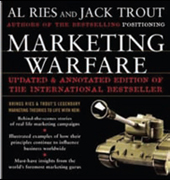 AL RIES AND JACK TROUT
AUTHORS OF THE BESTSELLING POSITIONING
MARKETING
WARFARE
UPDATED & ANNOTATED EDITION OF
THE INTERNATIONAL BESTSELLER
BRINGS RIES & TROUT'S LEGENDARY
MARKETING THEORIES TO LIFE WITH NEW
Behind-the-scenes stories of
real life marketing campaigns
Illustrated examples of how their
principles continue to influence
business worldwide
Must-have insights from the
world's foremost marketing gurus